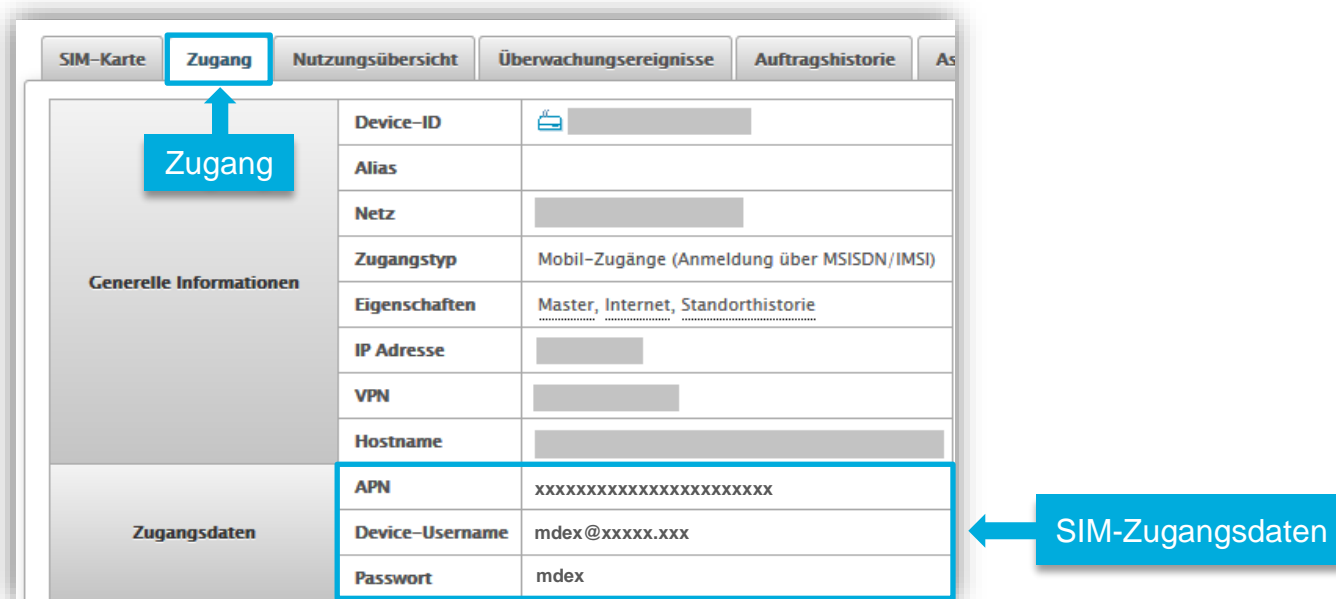 SIM-Karte Zugang Nutzungsübersicht Überwachungsereignisse Auftragshistorie As
Zugang
Generelle Informationen
Device-ID
Alias
Netz
Zugangstyp Mobil-Zugänge (Anmeldung über MSISDN/IMSI)
Eigenschaften Master, Internet, Standorthistorie
IP Adresse
VPN
Hostname
Zugangsdaten
APN xxxxxxxxxxxxxxxxxxxxxxx
Device-Username mdex@xxxxx.xxx
Passwort mdex
SIM-Zugangsdaten